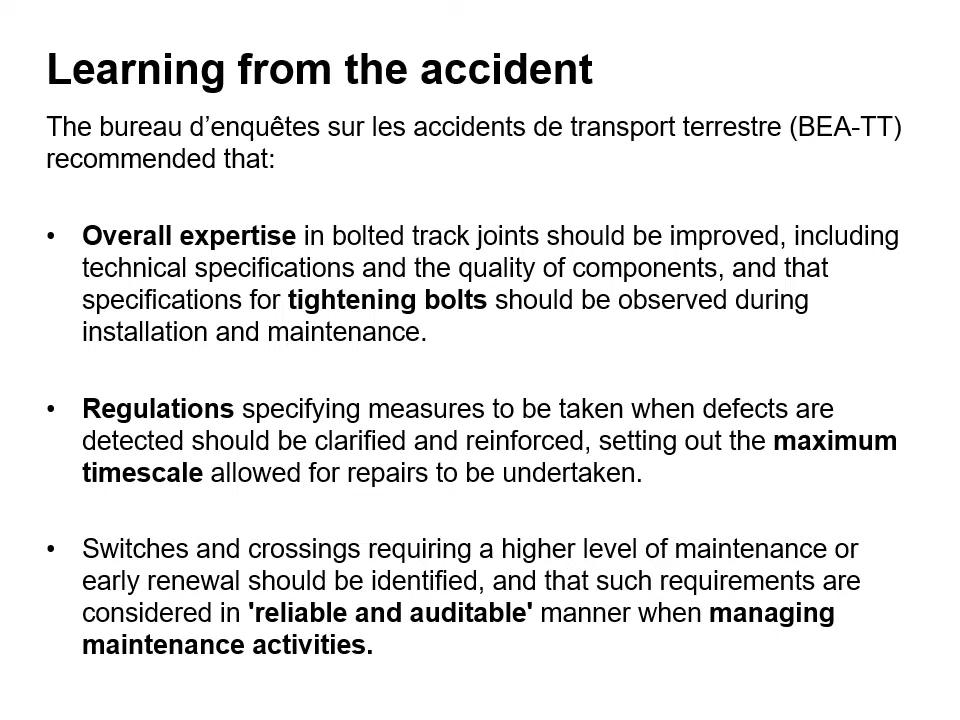 Learning from the accident
The bureau d’enquêtes sur les accidents de transport terrestre (BEA-TT)
recommended that:
• Overall expertise in bolted track joints should be improved, including
technical specifications and the quality of components, and that
specifications for tightening bolts should be observed during
installation and maintenance.
• Regulations specifying measures to be taken when defects are
detected should be clarified and reinforced, setting out the maximum
timescale allowed for repairs to be undertaken.
• Switches and crossings requiring a higher level of maintenance or
early renewal should be identified, and that such requirements are
considered in 'reliable and auditable' manner when managing
maintenance activities.